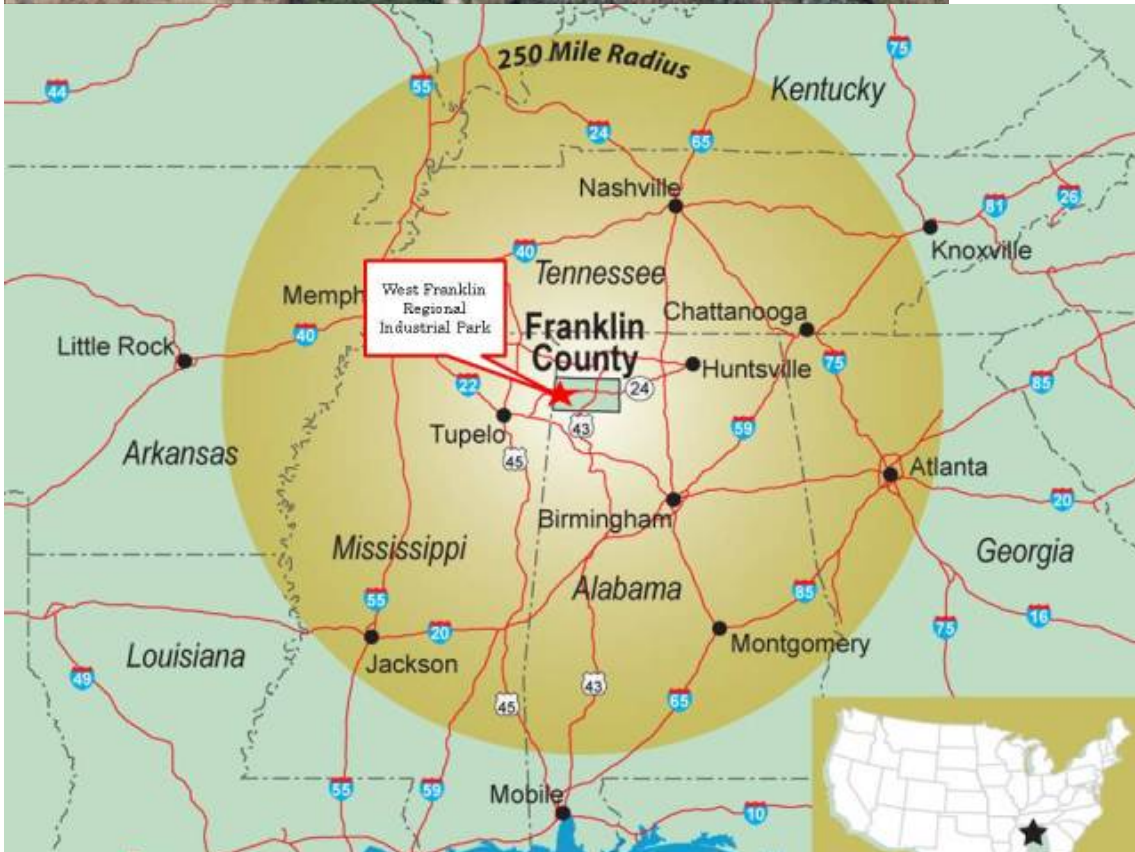 250 Mile Radius
75
Kentucky
44
55
24
65
Nashville
81
26
Knoxville
40
Tennessee
Memph
West Franklin
Regional
Industrial Park
Franklin
County
Chattanooga
Little Rock
40
Huntsville
75
22
24
85
Tupelo
43
59
45
Arkansas
Atlanta
20
Birmingham
Mississippi
Georgia
Alabama
55
85
16
20
75
Jackson
Montgomery
Louisiana
49
43
65
45
55
59
Mobile
10